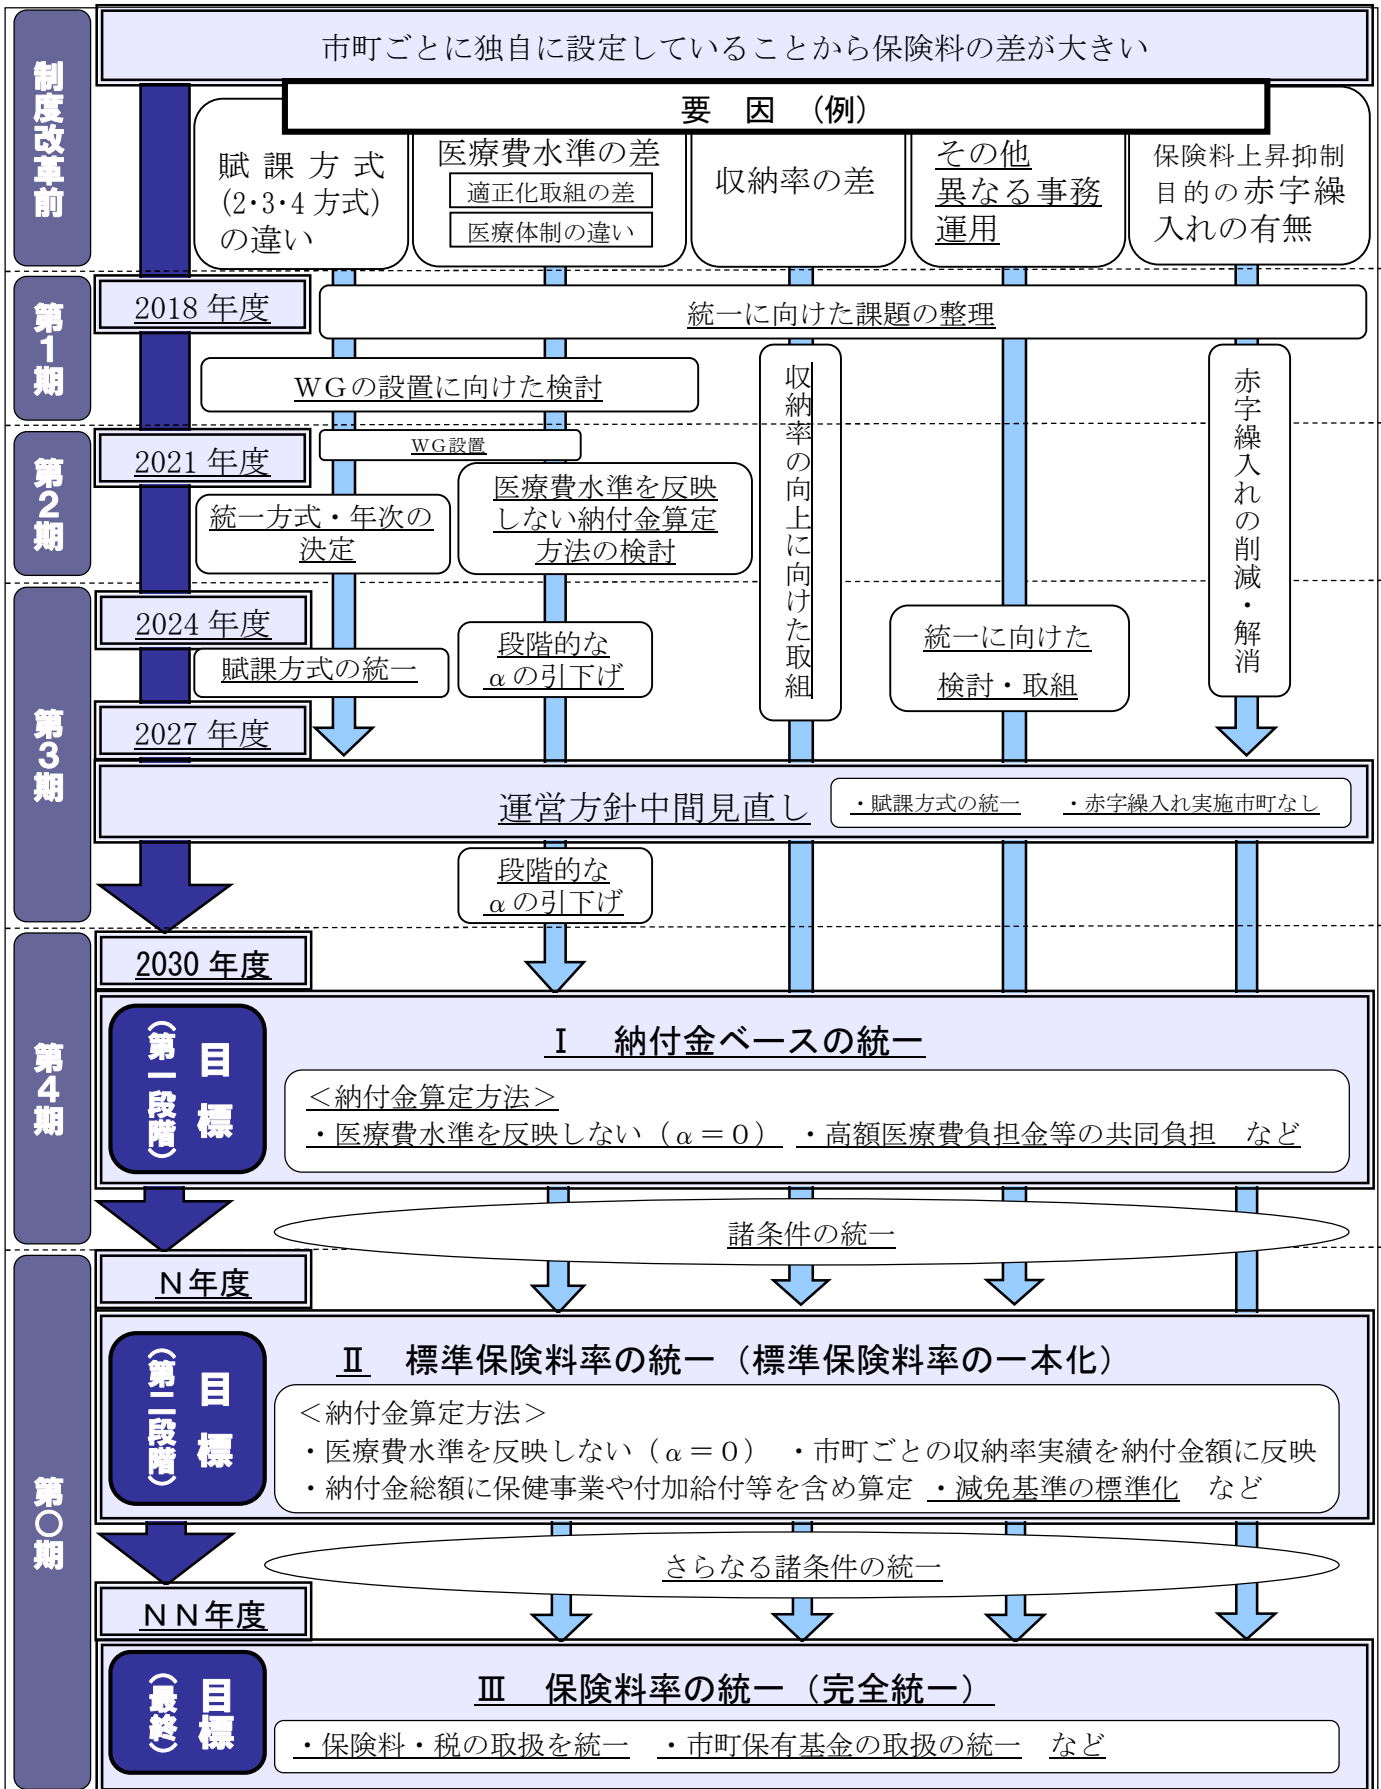 制度改革前
市町ごとに独自に設定していることから保険料の差が大きい
要　因　（例）
賦課方式
（2・3・4 方式）
の違い
医療費水準の差
適正化取組の差
医療体制の違い
収納率の差
その他
異なる事務
運用
保険料上昇抑制
目的の赤字繰
入れの有無
第1期
2018 年度
統一に向けた課題の整理
ＷＧの設置に向けた検討
収納率の向上に向けた取組
赤字繰入れの削減・解消
第2期
2021 年度
ＷＧ設置
統一方式・年次の
決定
医療費水準を反映
しない納付金算定
方法の検討
第3期
2024 年度
賦課方式の統一
段階的な
αの引下げ
統一に向けた
検討・取組
2027 年度
運営方針中間見直し
・賦課方式の統一　・赤字繰入れ実施市町なし
段階的な
αの引下げ
第4期
2030 年度
目標
（第一段階）
Ⅰ　納付金ベースの統一
＜納付金算定方法＞
・医療費水準を反映しない（α＝０）　・高額医療費負担金等の共同負担　など
諸条件の統一
第〇期
Ｎ年度
目標
（第二段階）
Ⅱ　標準保険料率の統一（標準保険料率の一本化）
＜納付金算定方法＞
・医療費水準を反映しない（α＝０）　・市町ごとの収納率実績を納付金額に反映
・納付金総額に保健事業や付加給付等を含め算定　・減免基準の標準化　など
さらなる諸条件の統一
ＮＮ年度
目標
（最終）
Ⅲ　保険料率の統一（完全統一）
・保険料・税の取扱を統一　・市町保有基金の取扱の統一　など